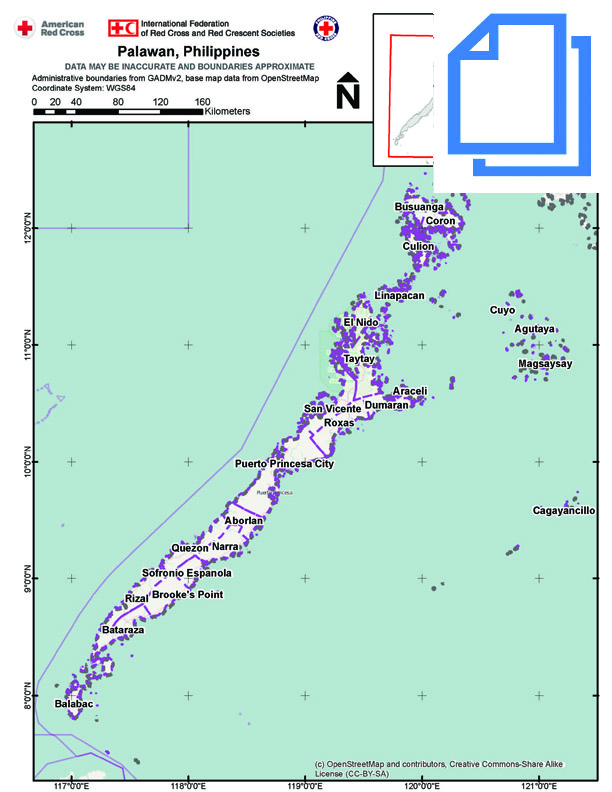 American
Red Cross
International Federation
of Red Cross and Red Crescent Societies
PHILIPPINE
RED CROSS
Palawan, Philippines
DATA MAY BE INACCURATE AND BOUNDARIES APPROXIMATE
Administrative boundaries from GADMv2, base map data from OpenStreetMap
Coordinate System: WGS84
0 20 40 80 120 160
Kilometers
N
Busuanga
Coron
12°0'0"N
Culion
Linapacan
Cuyo
El Nido
Agutaya
11°0'0"N
Taytay
Magsaysay
Araceli
San Vicente
Dumaran
Roxas
10°0'0"N
Puerto Princesa City
Puerto Princesa
Cagayancillo
Aborlan
Quezon
Narra
9°0'0"N
Sofronio Espanola
Rizal
Brooke's Point
Bataraza
8°0'0"N
Balabac
(c) OpenStreetMap and contributors, Creative Commons-Share Alike
License (CC-BY-SA)
117°0'0"E 118°0'0"E 119°0'0"E 120°0'0"E 121°0'0"E